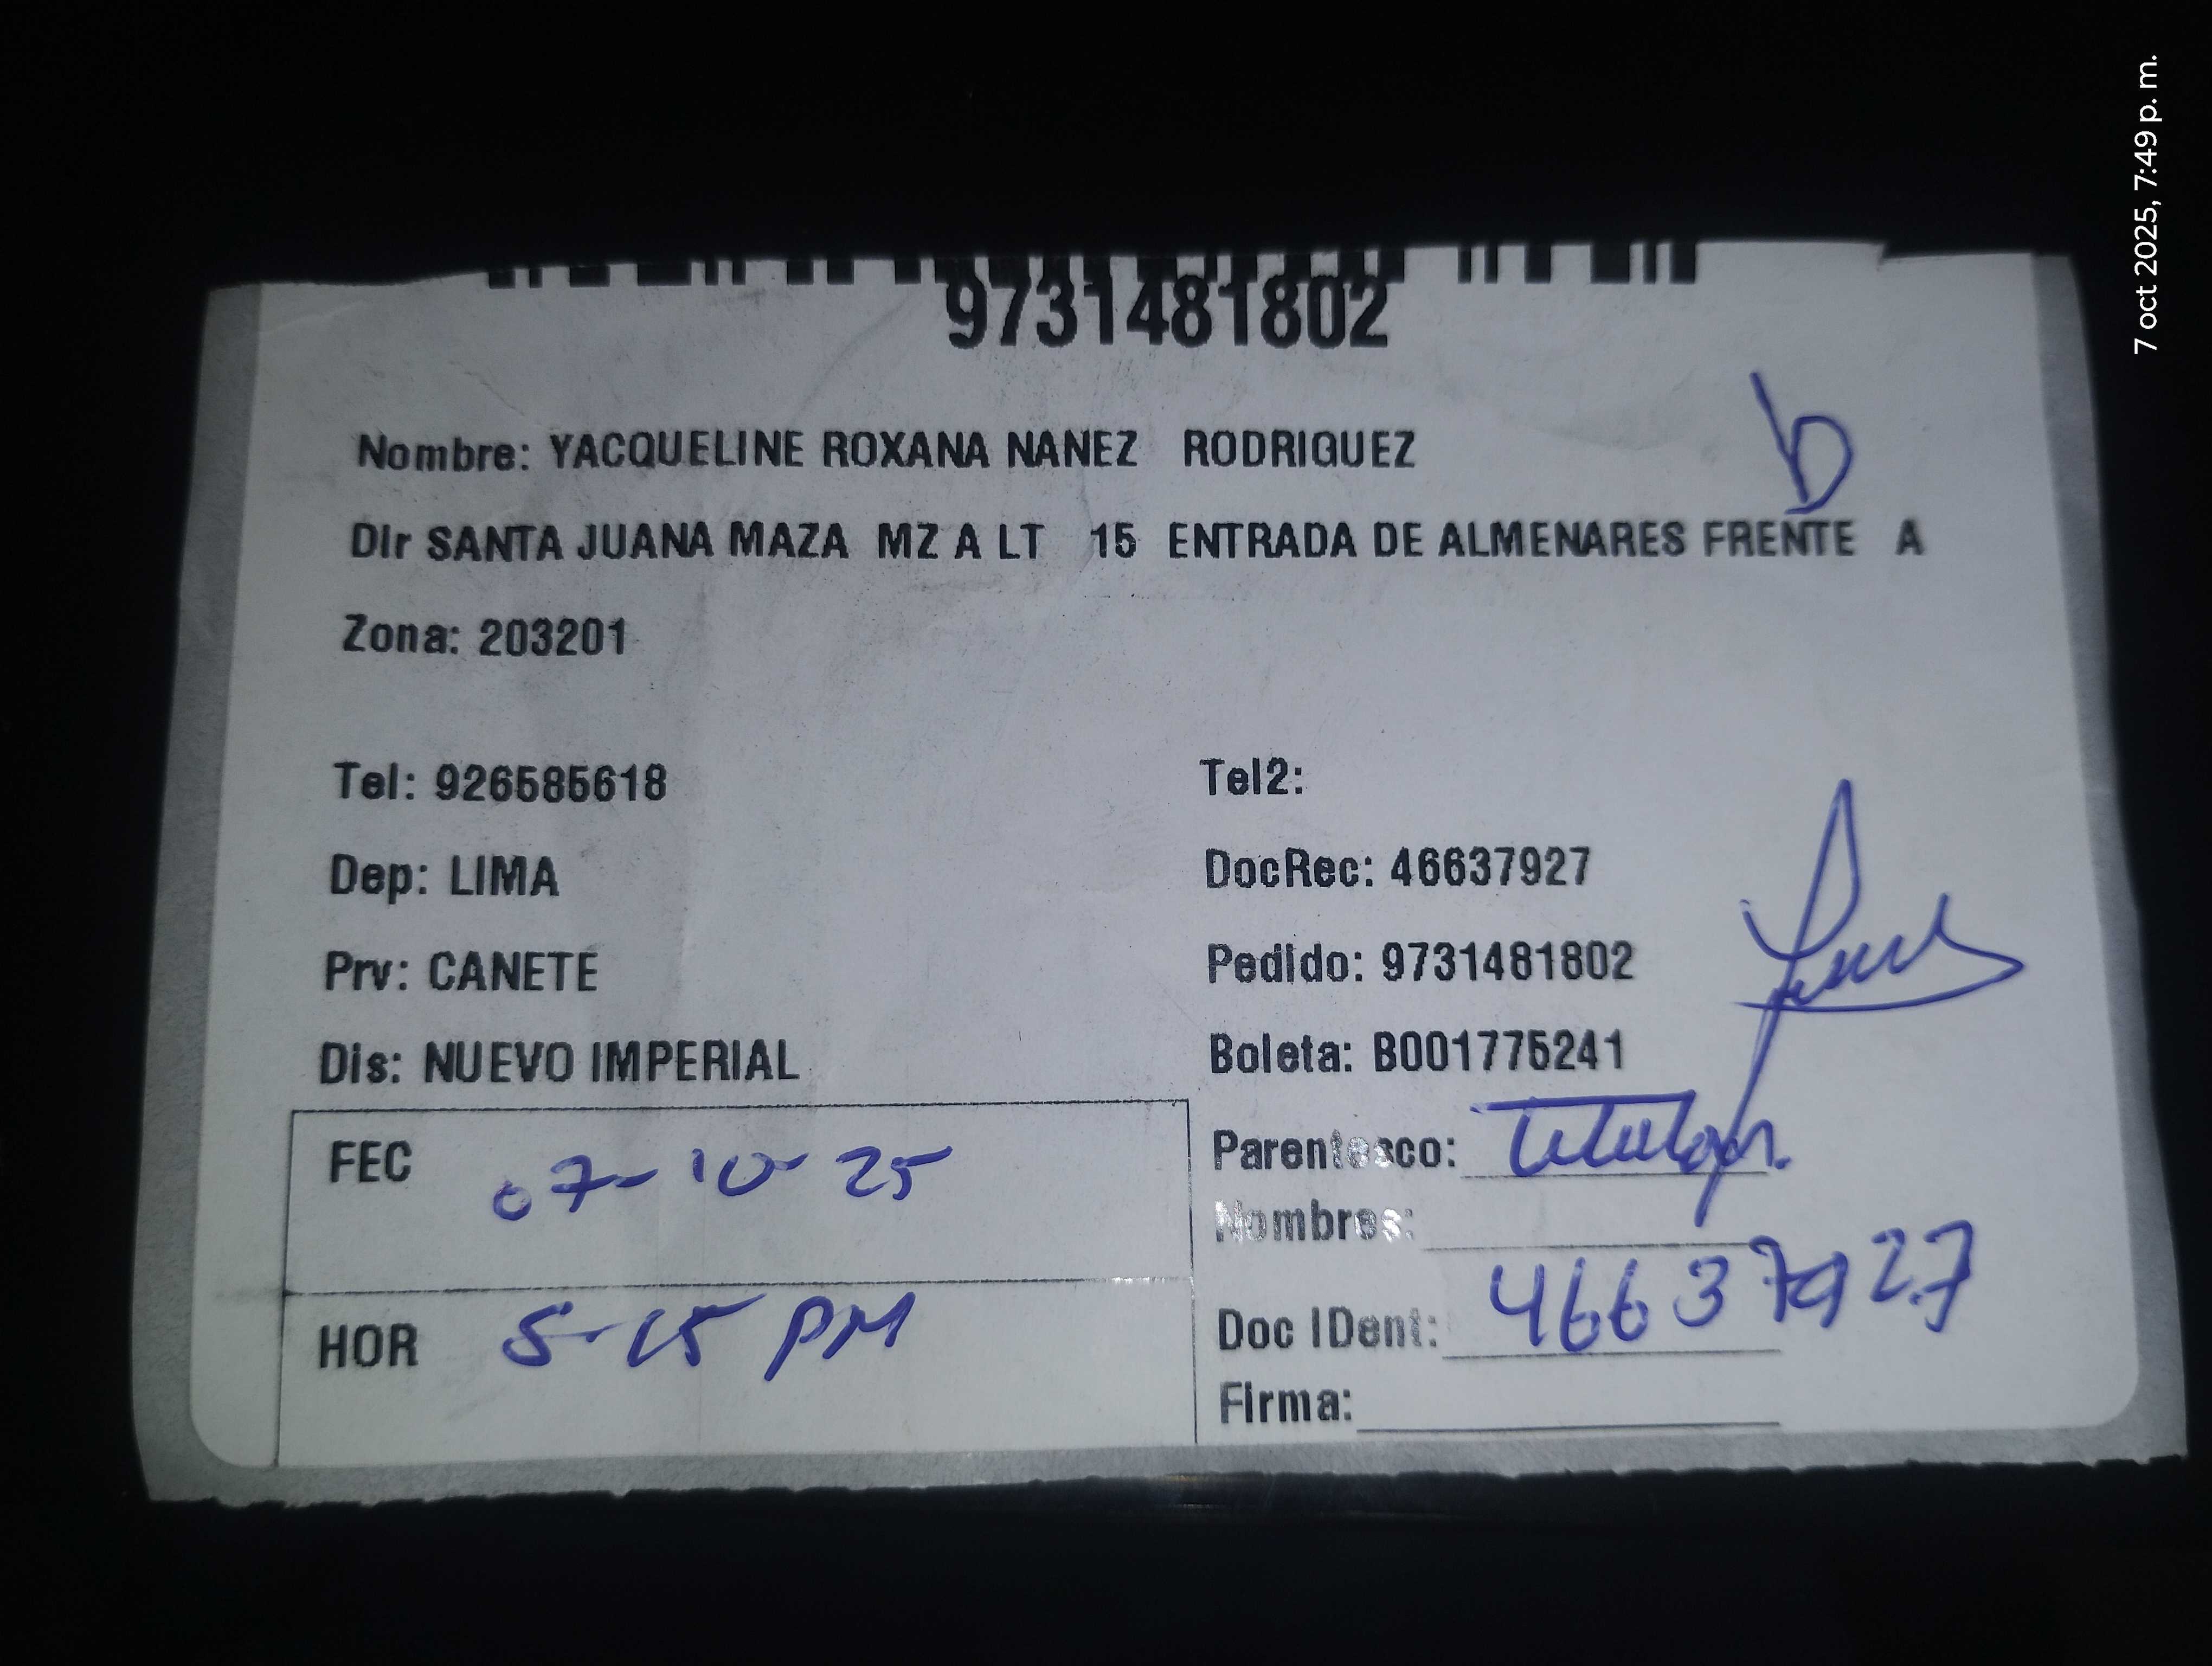 7 oct 2025, 7:49 p. m.
9731481802
Nombre: YACQUELINE ROXANA NANEZ RODRIGUEZ
b
Dir SANTA JUANA MAZA MZ A LT 15 ENTRADA DE ALMENARES FRENTE A
Zona: 203201
Tel: 926585618
Tel2:
Dep: LIMA
DocRec: 46637927
Prv: CANETE
Pedido: 9731481802
Dis: NUEVO IMPERIAL
Boleta: B001775241
FEC 07-10-25
Parentesco: Titular.
Nombres:
HOR 5-15 PM
Doc IDent: 46637927
Firma: